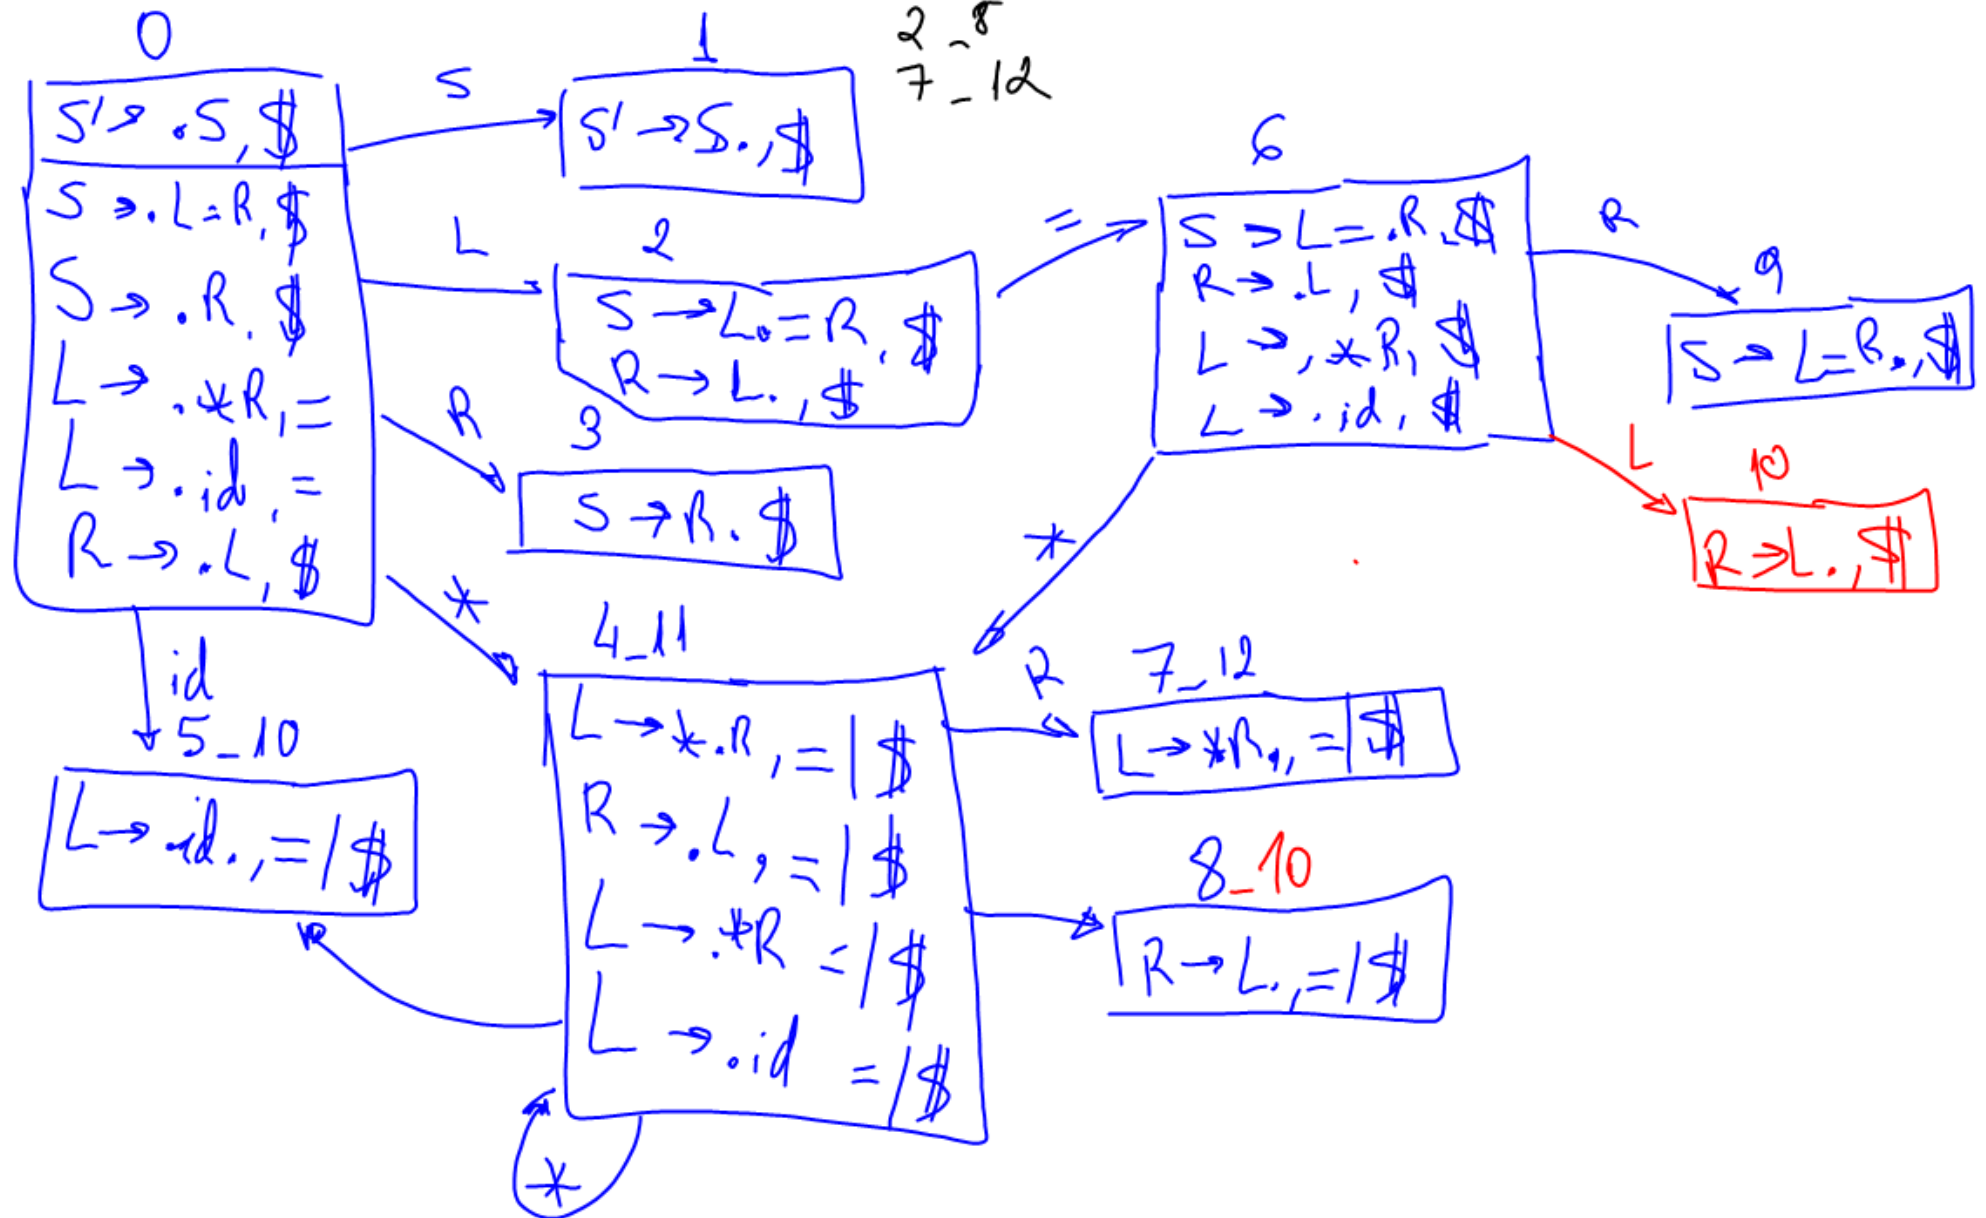 0
S' → .S, $
S → .L=R, $
S → .R, $
L → .*R, =
L → .id, =
R → .L, $
S
1
S' → S., $
2_8
7_12
L
2
S → L.=R, $
R → L., $
=
6
S → L=.R, $
R → .L, $
L → .*R, $
L → .id, $
R
9
S → L=R., $
L
10
R → L., $
R
3
S → R. $
*
*
id
5_10
L → .id., =|$
4_11
L → *.R, =|$
R → .L, =|$
L → .*R =|$
L → .id =|$
*
R
7_12
L → *R., =|$
8_10
R → L., =|$